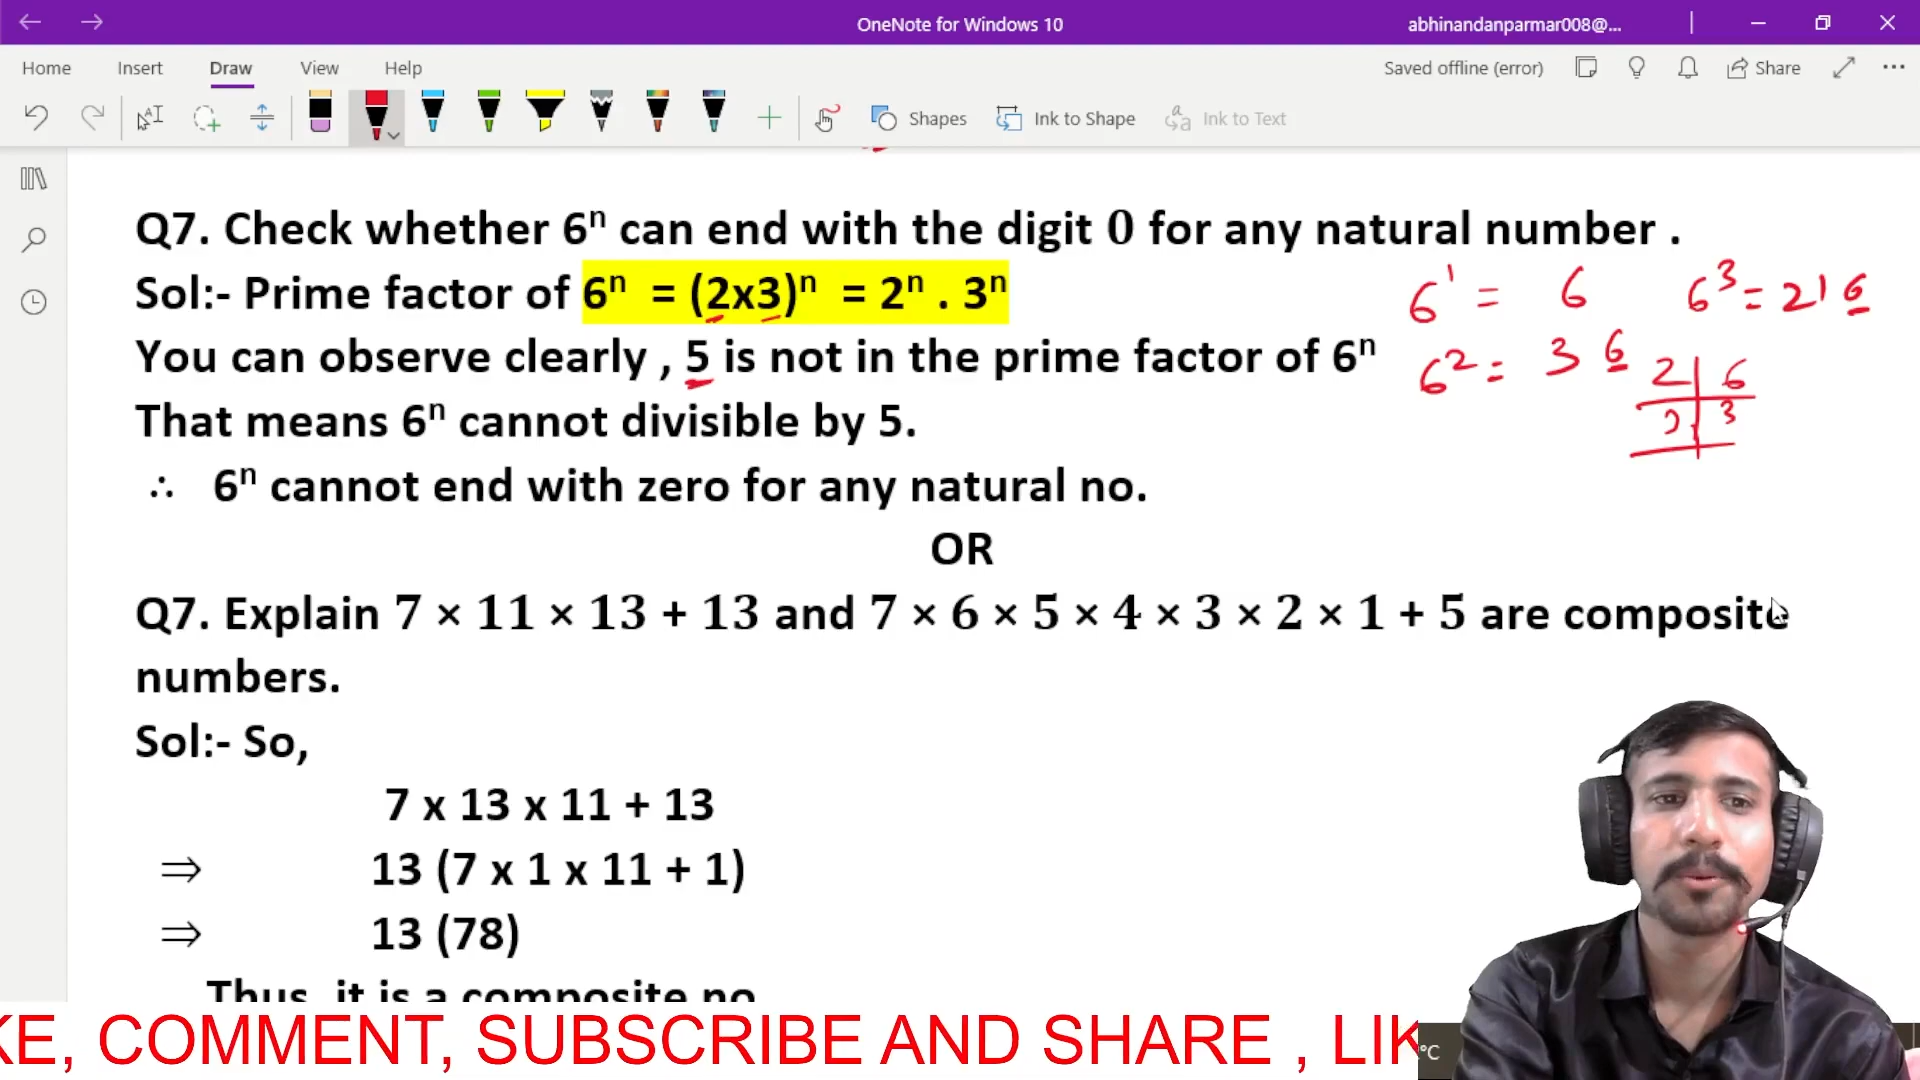 OneNote for Windows 10
abhinandanparmar008@...
Home Insert Draw View Help
Saved offline (error)
Share
Shapes
Ink to Shape
Ink to Text
Q7. Check whether 6ⁿ can end with the digit 0 for any natural number .
Sol:- Prime factor of 6ⁿ = (2x3)ⁿ = 2ⁿ . 3ⁿ
6¹ = 6
6³ = 216
You can observe clearly , 5 is not in the prime factor of 6ⁿ
6² = 36
2 | 6
3
That means 6ⁿ cannot divisible by 5.
∴ 6ⁿ cannot end with zero for any natural no.
OR
Q7. Explain 7 × 11 × 13 + 13 and 7 × 6 × 5 × 4 × 3 × 2 × 1 + 5 are composite
numbers.
Sol:- So,
7 x 13 x 11 + 13
⇒ 13 (7 x 1 x 11 + 1)
⇒ 13 (78)
Thus, it is a composite no
KE, COMMENT, SUBSCRIBE AND SHARE , LIK
°C